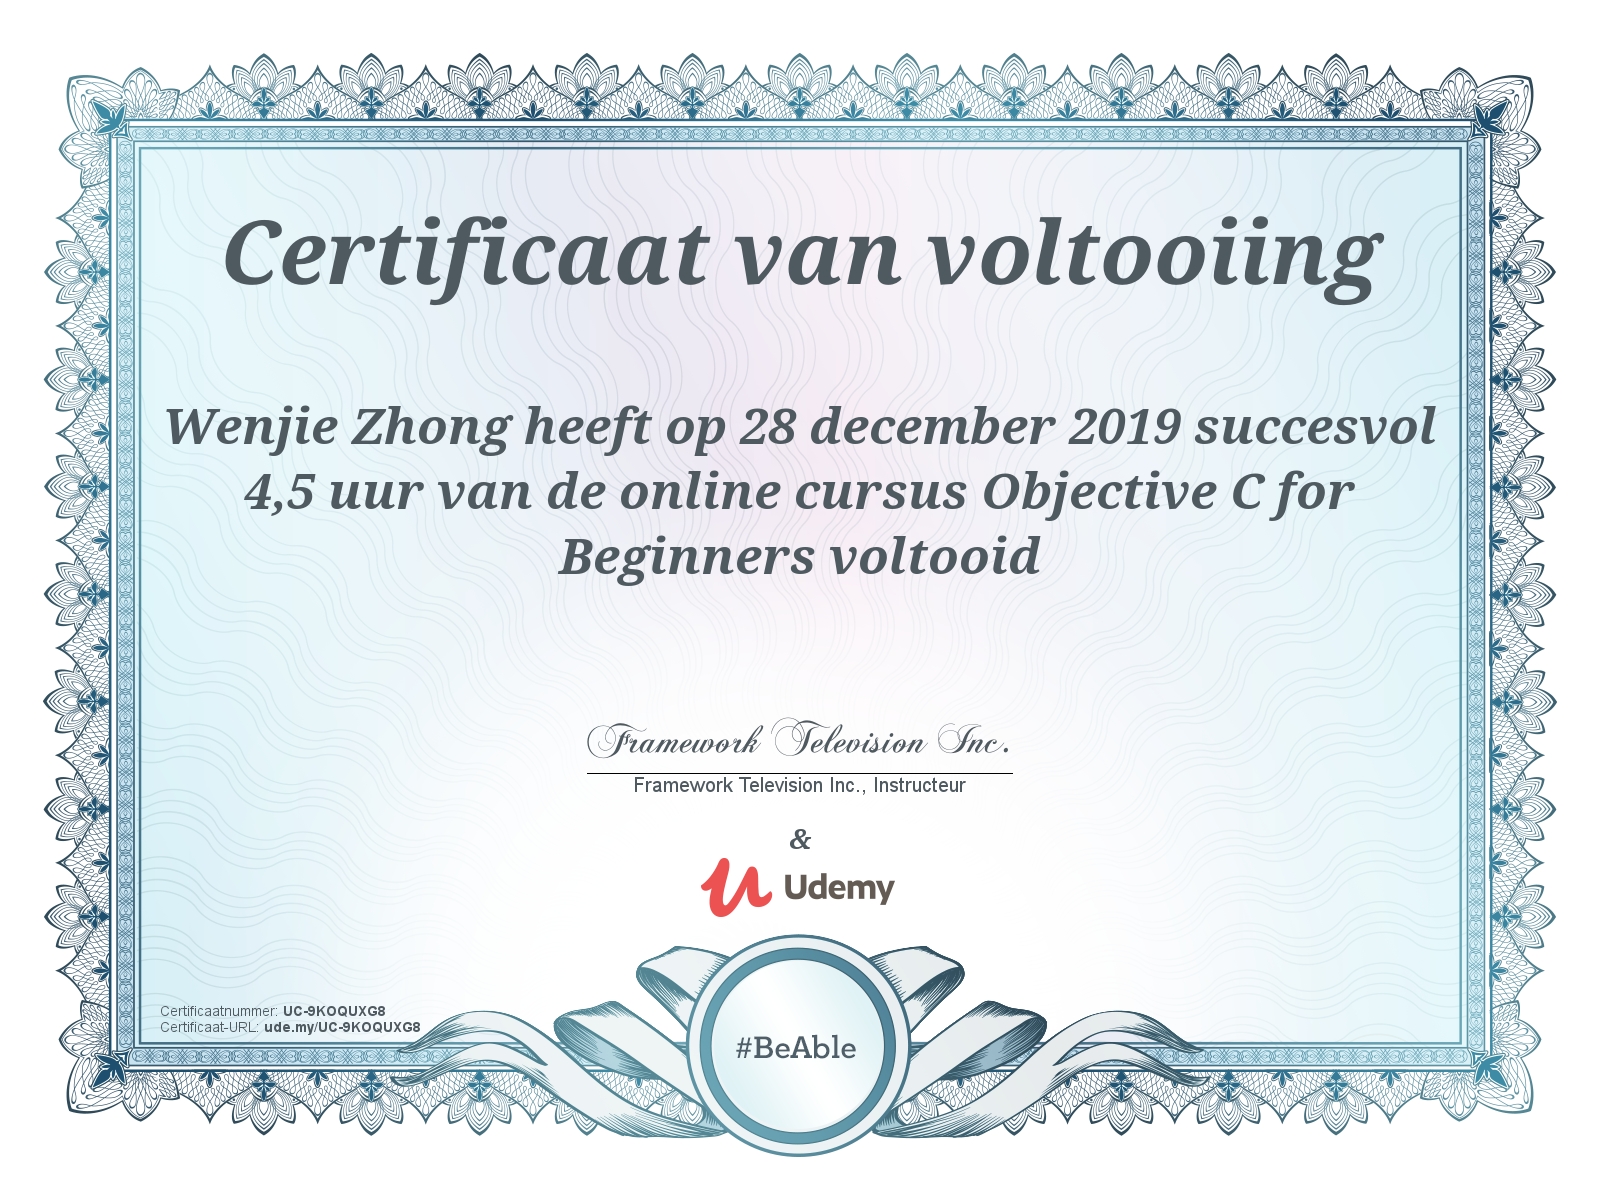 Certificaat van voltooiing
Wenjie Zhong heeft op 28 december 2019 succesvol
4,5 uur van de online cursus Objective C for
Beginners voltooid
Framework Television Inc.
Framework Television Inc., Instructeur
&
Udemy
Certificaatnummer: UC-9KOQUXG8
Certificaat-URL: ude.my/UC-9KOQUXG8
#BeAble